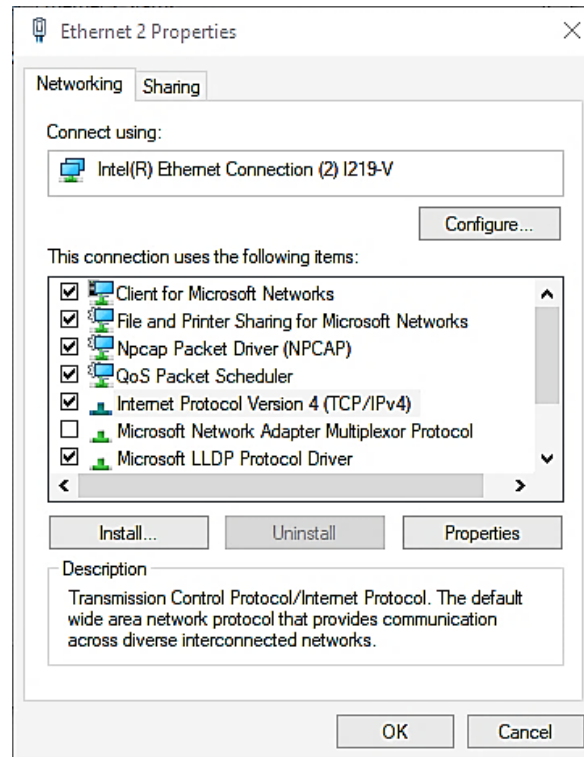 Ethernet 2 Properties
Networking Sharing
Connect using:
Intel(R) Ethernet Connection (2) I219-V
Configure...
This connection uses the following items:
Client for Microsoft Networks
File and Printer Sharing for Microsoft Networks
Npcap Packet Driver (NPCAP)
QoS Packet Scheduler
Internet Protocol Version 4 (TCP/IPv4)
Microsoft Network Adapter Multiplexor Protocol
Microsoft LLDP Protocol Driver
Install... Uninstall Properties
Description
Transmission Control Protocol/Internet Protocol. The default
wide area network protocol that provides communication
across diverse interconnected networks.
OK Cancel